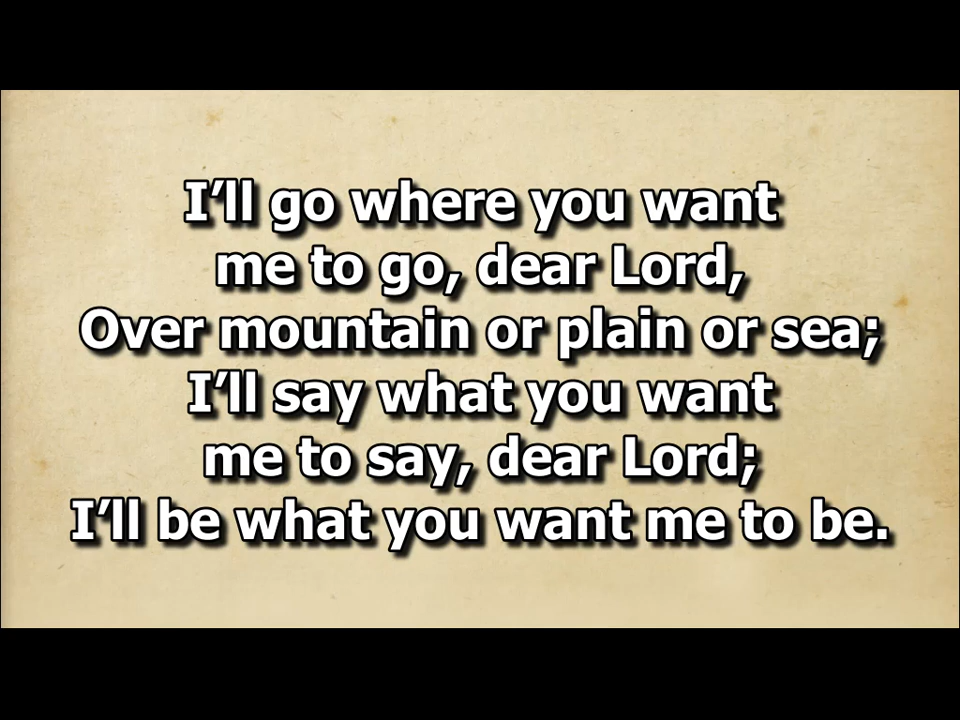 I’ll go where you want
me to go, dear Lord,
Over mountain or plain or sea;
I’ll say what you want
me to say, dear Lord;
I’ll be what you want me to be.